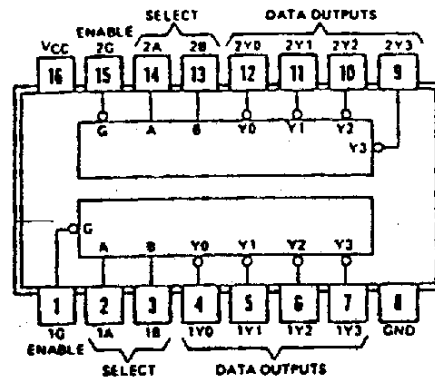 SELECT
DATA OUTPUTS
ENABLE
VCC 2G 2A 2B 2Y0 2Y1 2Y2 2Y3
16 15 14 13 12 11 10 9
G A B Y0 Y1 Y2
Y3
G
A B Y0 Y1 Y2 Y3
1 2 3 4 5 6 7 8
1G 1A 1B 1Y0 1Y1 1Y2 1Y3 GND
ENABLE
SELECT
DATA OUTPUTS